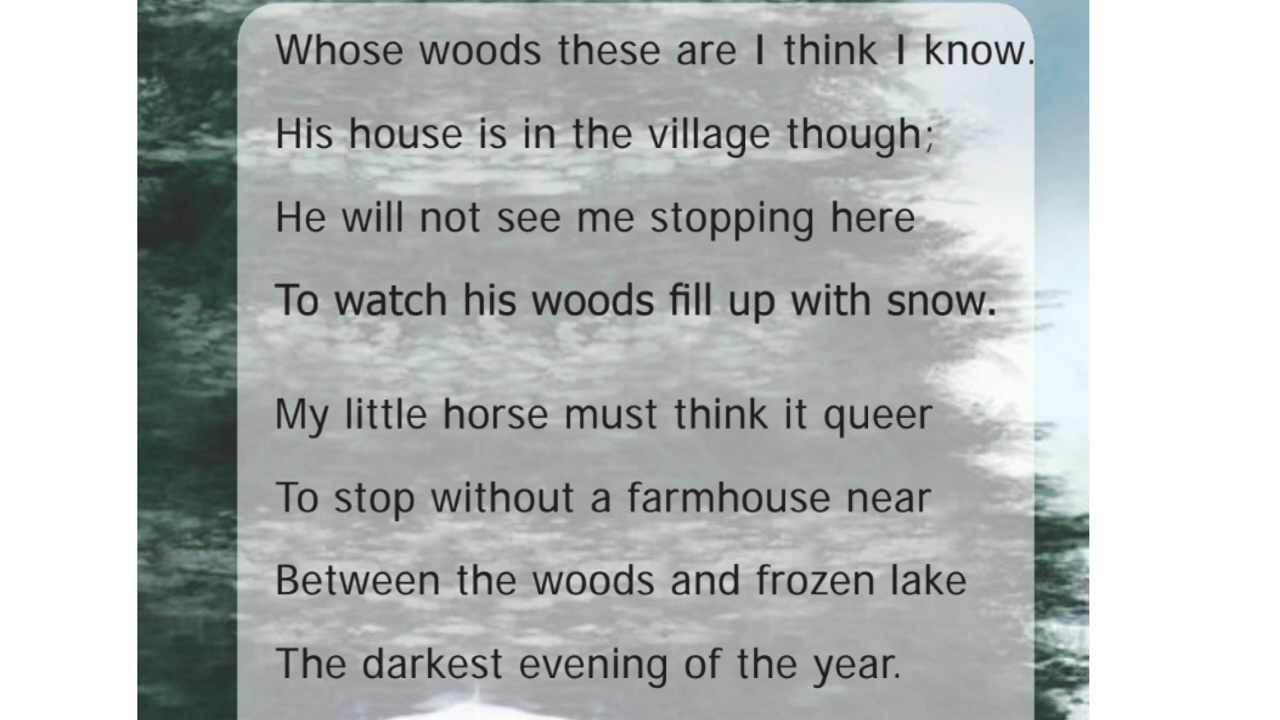 Whose woods these are I think I know.
His house is in the village though;
He will not see me stopping here
To watch his woods fill up with snow.
My little horse must think it queer
To stop without a farmhouse near
Between the woods and frozen lake
The darkest evening of the year.